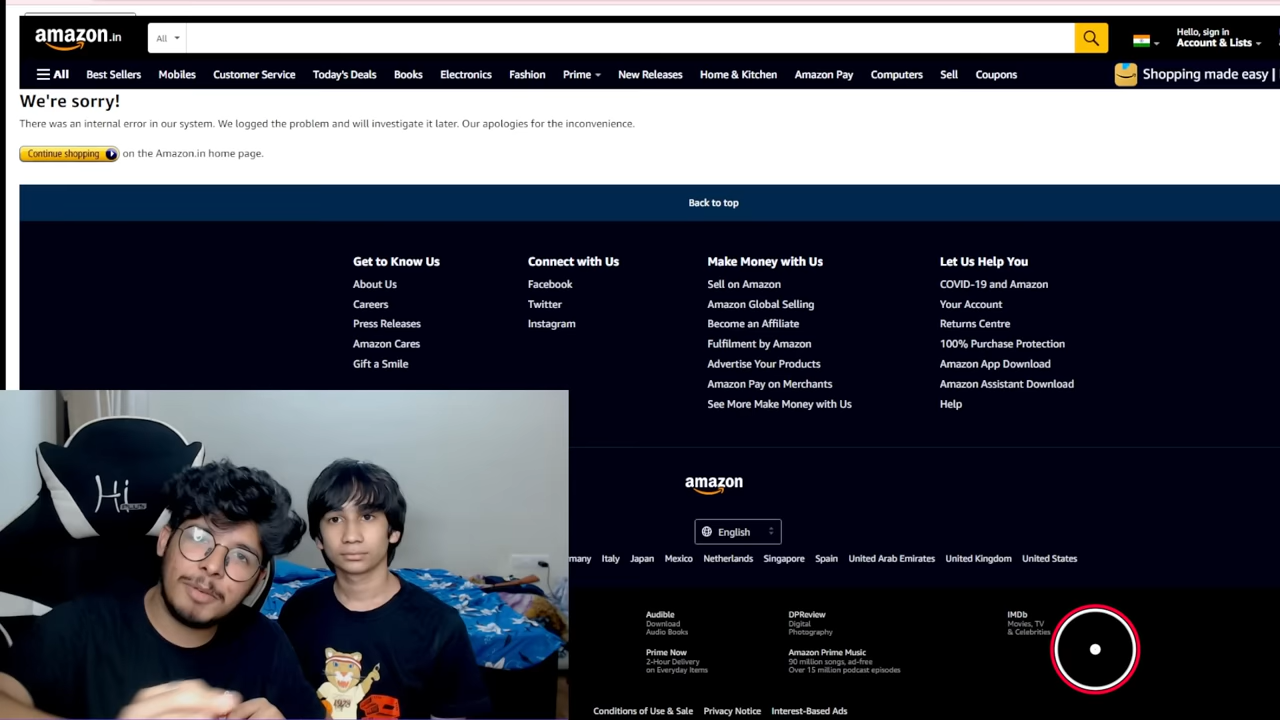 amazon.in
All
Hello, sign in
Account & Lists
All Best Sellers Mobiles Customer Service Today's Deals Books Electronics Fashion Prime New Releases Home & Kitchen Amazon Pay Computers Sell Coupons
Shopping made easy |
We're sorry!
There was an internal error in our system. We logged the problem and will investigate it later. Our apologies for the inconvenience.
Continue shopping on the Amazon.in home page.
Back to top
Get to Know Us
About Us
Careers
Press Releases
Amazon Cares
Gift a Smile
Connect with Us
Facebook
Twitter
Instagram
Make Money with Us
Sell on Amazon
Amazon Global Selling
Become an Affiliate
Fulfilment by Amazon
Advertise Your Products
Amazon Pay on Merchants
See More Make Money with Us
Let Us Help You
COVID-19 and Amazon
Your Account
Returns Centre
100% Purchase Protection
Amazon App Download
Amazon Assistant Download
Help
amazon
English
many Italy Japan Mexico Netherlands Singapore Spain United Arab Emirates United Kingdom United States
Audible
Download
Audio Books
DPReview
Digital
Photography
IMDb
Movies, TV
& Celebrities
Prime Now
2-Hour Delivery
on Everyday Items
Amazon Prime Music
90 million songs, ad-free
Over 15 million podcast episodes
Conditions of Use & Sale Privacy Notice Interest-Based Ads
Hi
PLUS